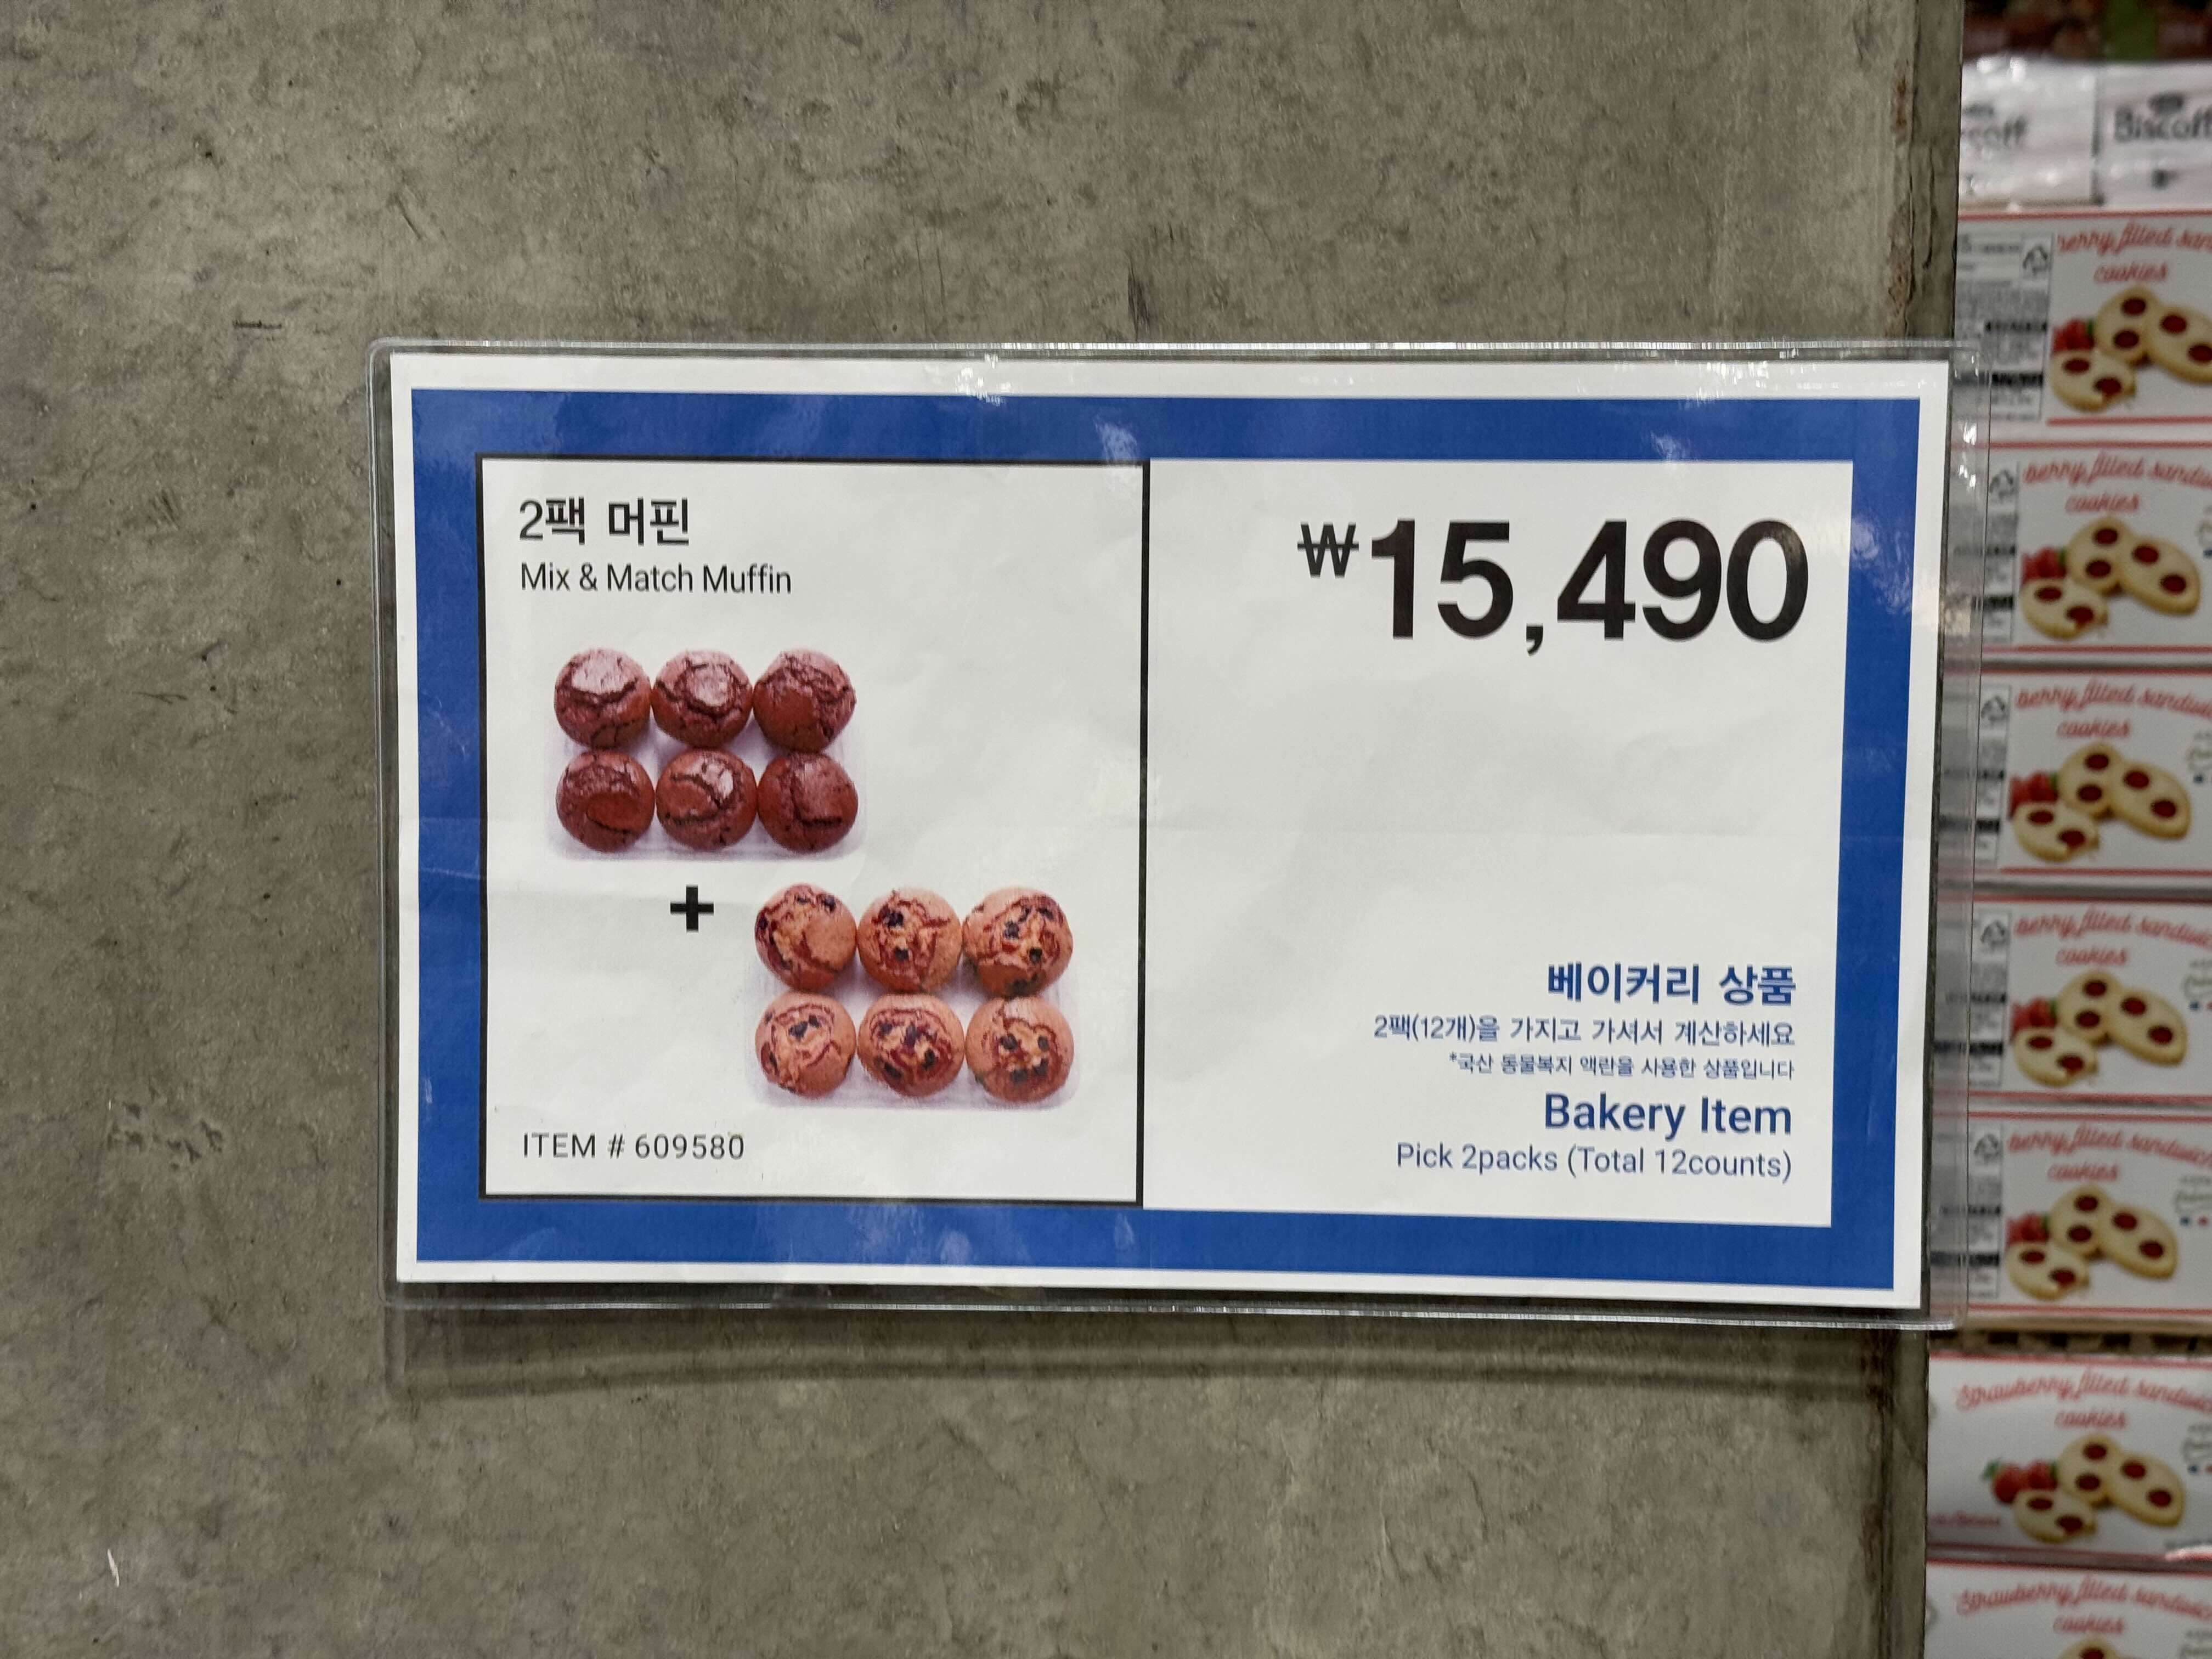 2팩 머핀
Mix & Match Muffin
+
ITEM # 609580
₩15,490
베이커리 상품
2팩(12개)을 가지고 가셔서 계산하세요
*국산 동물복지 액란을 사용한 상품입니다
Bakery Item
Pick 2packs (Total 12counts)
Biscoff
berry filled sandwich
cookies
berry filled sandwich
cookies
berry filled sandwich
cookies
berry filled sandwich
cookies
Strawberry filled sandwich
cookies
Strawberry filled sandwich
cookies